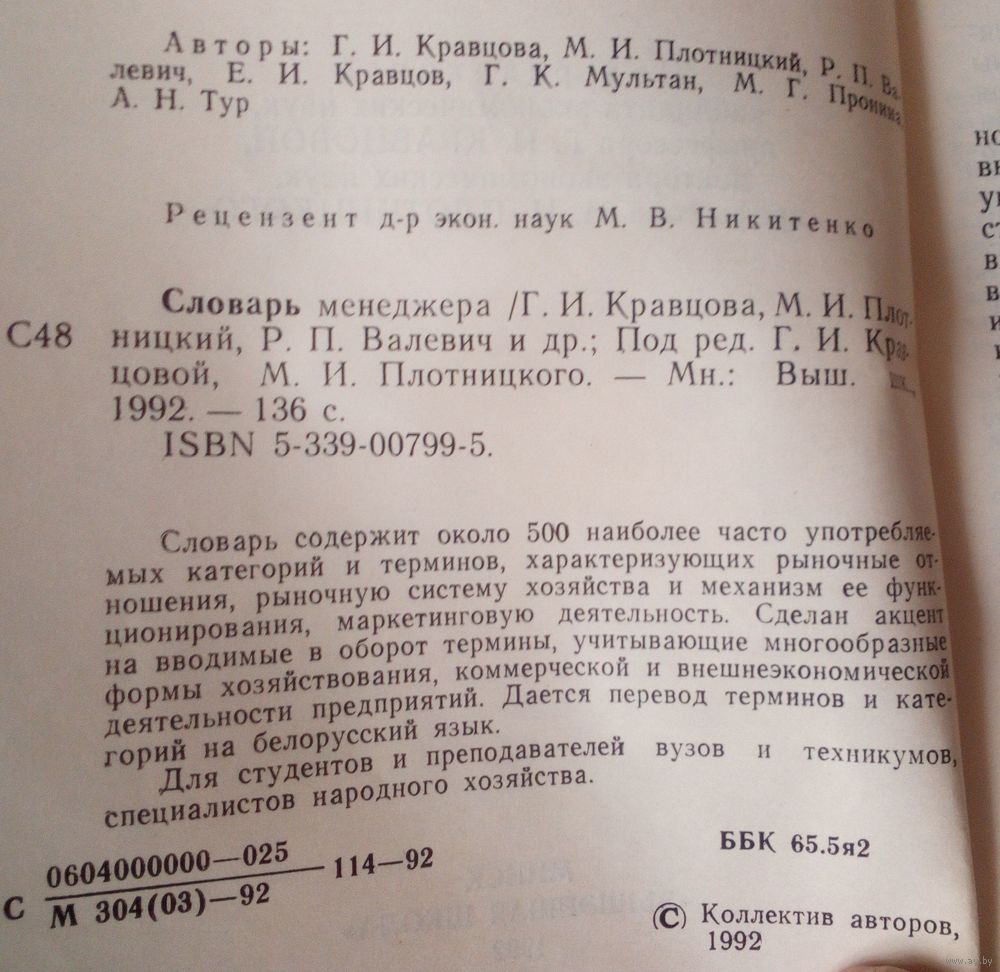 Авторы: Г. И. Кравцова, М. И. Плотницкий, Р. П. Ва-
левич, Е. И. Кравцов, Г. К. Мультан, М. Г. Пронина,
А. Н. Тур
Рецензент д-р экон. наук М. В. Никитенко
Словарь менеджера /Г. И. Кравцова, М. И. Плот-
С48 ницкий, Р. П. Валевич и др.; Под ред. Г. И. Крав-
цовой, М. И. Плотницкого. — Мн.: Выш. шк.,
1992. — 136 с.
ISBN 5-339-00799-5.
Словарь содержит около 500 наиболее часто употребляе-
мых категорий и терминов, характеризующих рыночные от-
ношения, рыночную систему хозяйства и механизм ее функ-
ционирования, маркетинговую деятельность. Сделан акцент
на вводимые в оборот термины, учитывающие многообразные
формы хозяйствования, коммерческой и внешнеэкономической
деятельности предприятий. Дается перевод терминов и кате-
горий на белорусский язык.
Для студентов и преподавателей вузов и техникумов,
специалистов народного хозяйства.
С 0604000000—025 114—92
М 304(03)—92
ББК 65.5я2
© Коллектив авторов,
1992
www.ay.by